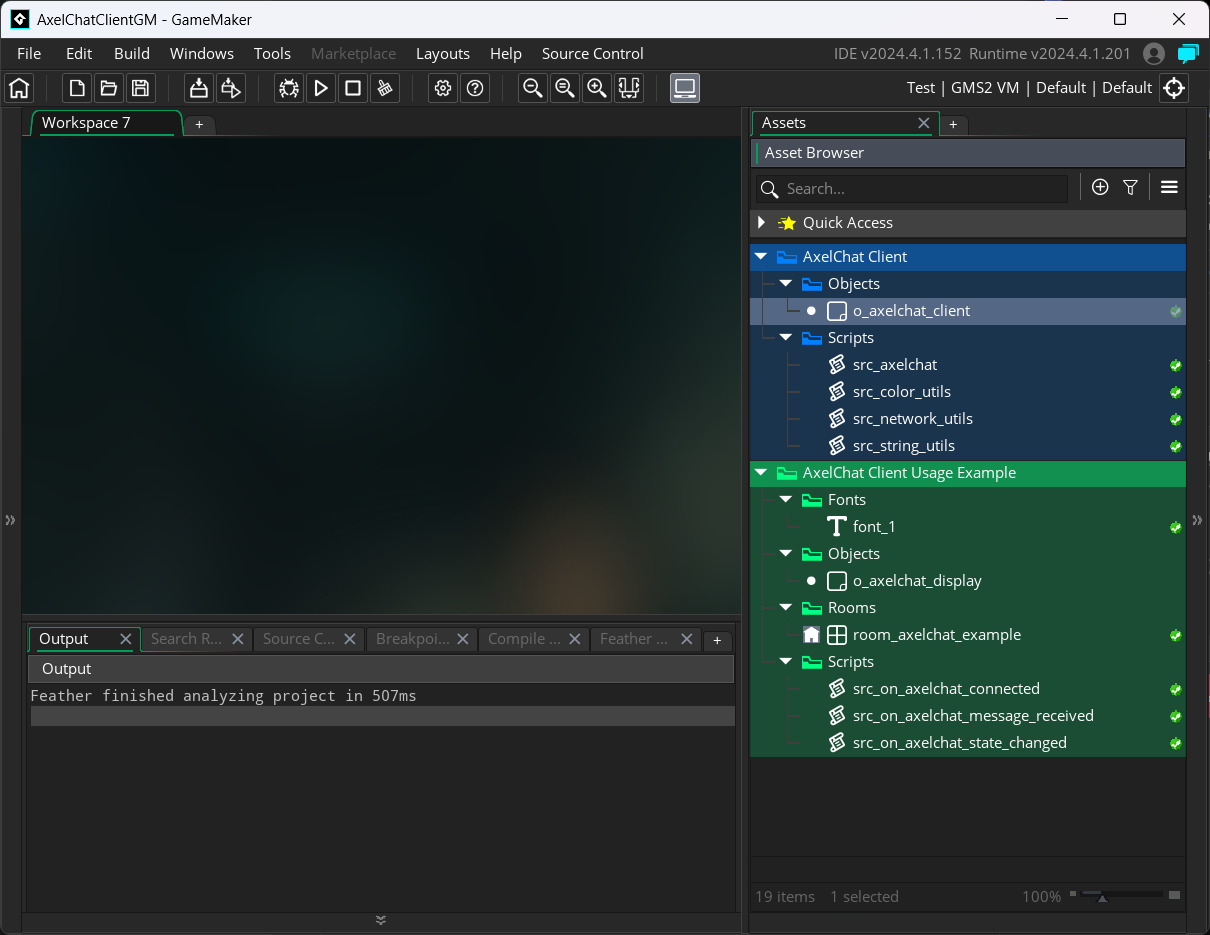 AxelChatClientGM - GameMaker
File Edit Build Windows Tools Marketplace Layouts Help Source Control
IDE v2024.4.1.152 Runtime v2024.4.1.201
Test | GMS2 VM | Default | Default
Workspace 7
Assets
Asset Browser
Search...
Quick Access
AxelChat Client
Objects
o_axelchat_client
Scripts
src_axelchat
src_color_utils
src_network_utils
src_string_utils
AxelChat Client Usage Example
Fonts
font_1
Objects
o_axelchat_display
Rooms
room_axelchat_example
Scripts
src_on_axelchat_connected
src_on_axelchat_message_received
src_on_axelchat_state_changed
19 items 1 selected 100%
Output Search R... Source C... Breakpoi... Compile ... Feather ...
Output
Feather finished analyzing project in 507ms